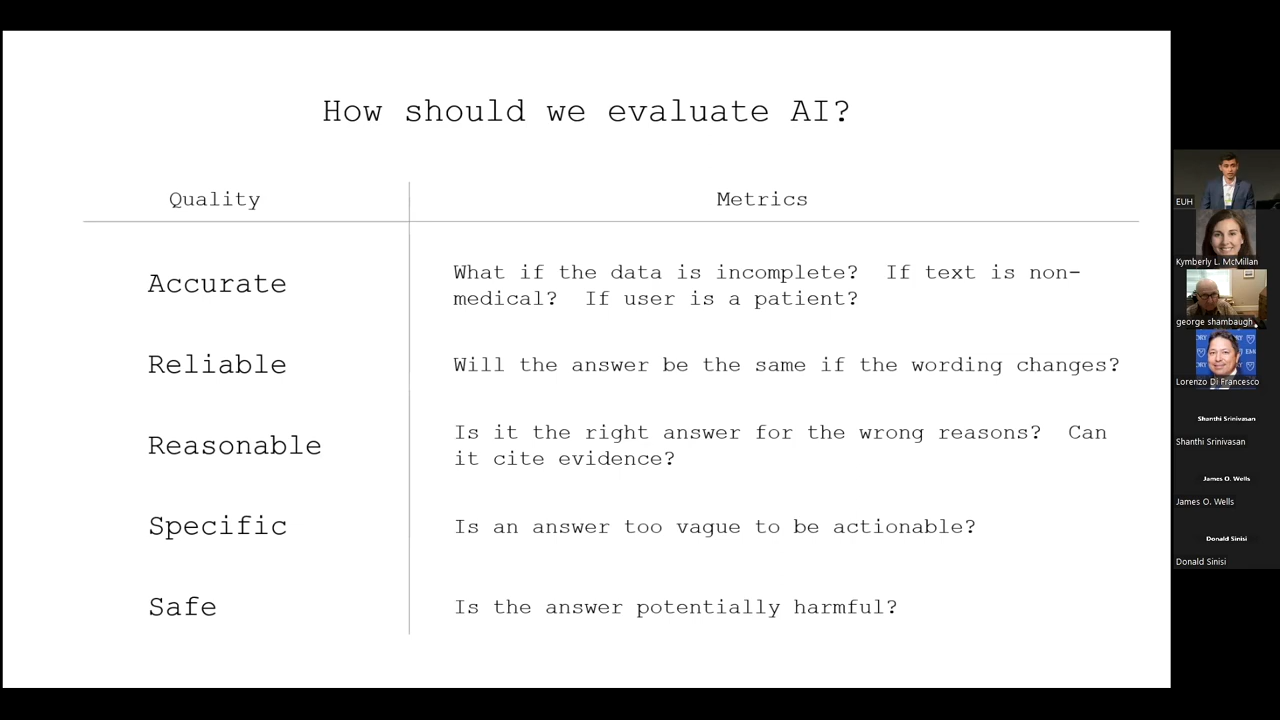 How should we evaluate AI?
Quality
Metrics
Accurate
What if the data is incomplete?  If text is non-
medical?  If user is a patient?
Reliable
Will the answer be the same if the wording changes?
Reasonable
Is it the right answer for the wrong reasons?  Can
it cite evidence?
Specific
Is an answer too vague to be actionable?
Safe
Is the answer potentially harmful?
EUH
Kymberly L. McMillan
george shambaugh
Lorenzo Di Francesco
Shanthi Srinivasan
Shanthi Srinivasan
James O. Wells
James O. Wells
Donald Sinisi
Donald Sinisi